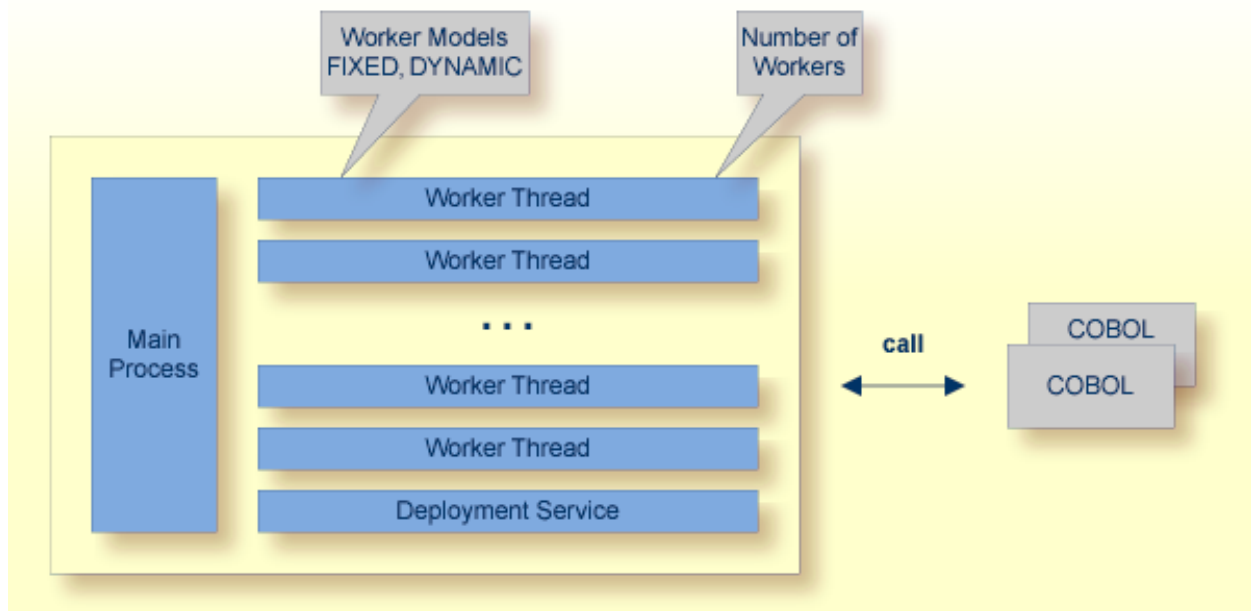 Worker Models
FIXED, DYNAMIC
Number of
Workers
Main
Process
Worker Thread
Worker Thread
...
Worker Thread
Worker Thread
Deployment Service
call
COBOL
COBOL